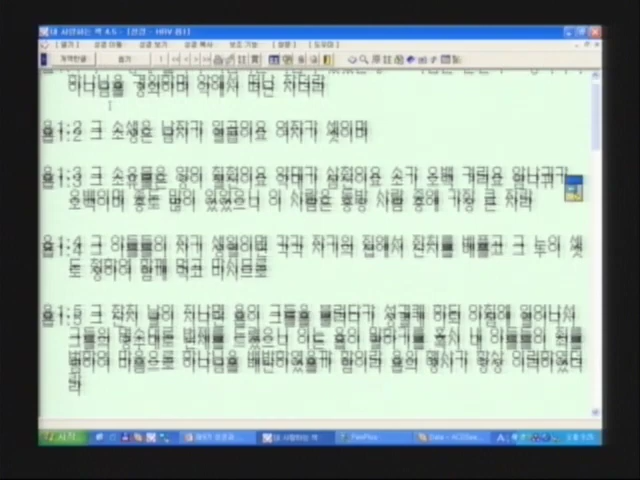 하나님을 경외하며 악에서 떠난 자더라
욥1:2 그 소생은 남자가 일곱이요 여자가 셋이며
욥1:3 그 소유물은 양이 칠천이요 약대가 삼천이요 소가 오백 겨리요 암나귀가
오백이며 종도 많이 있었으니 이 사람은 동방 사람 중에 가장 큰 자라
욥1:4 그 아들들이 자기 생일이면 각각 자기의 집에서 잔치를 베풀고 그 누이 셋
도 청하여 함께 먹고 마시므로
욥1:5 그 잔치 날이 지나면 욥이 그들을 불러다가 성결케 하되 아침에 일어나서
그들의 명수대로 번제를 드렸으니 이는 욥이 말하기를 혹시 내 아들들이 죄를
범하여 마음으로 하나님을 배반하였을까 함이라 욥의 행사가 항상 이러하였더
라